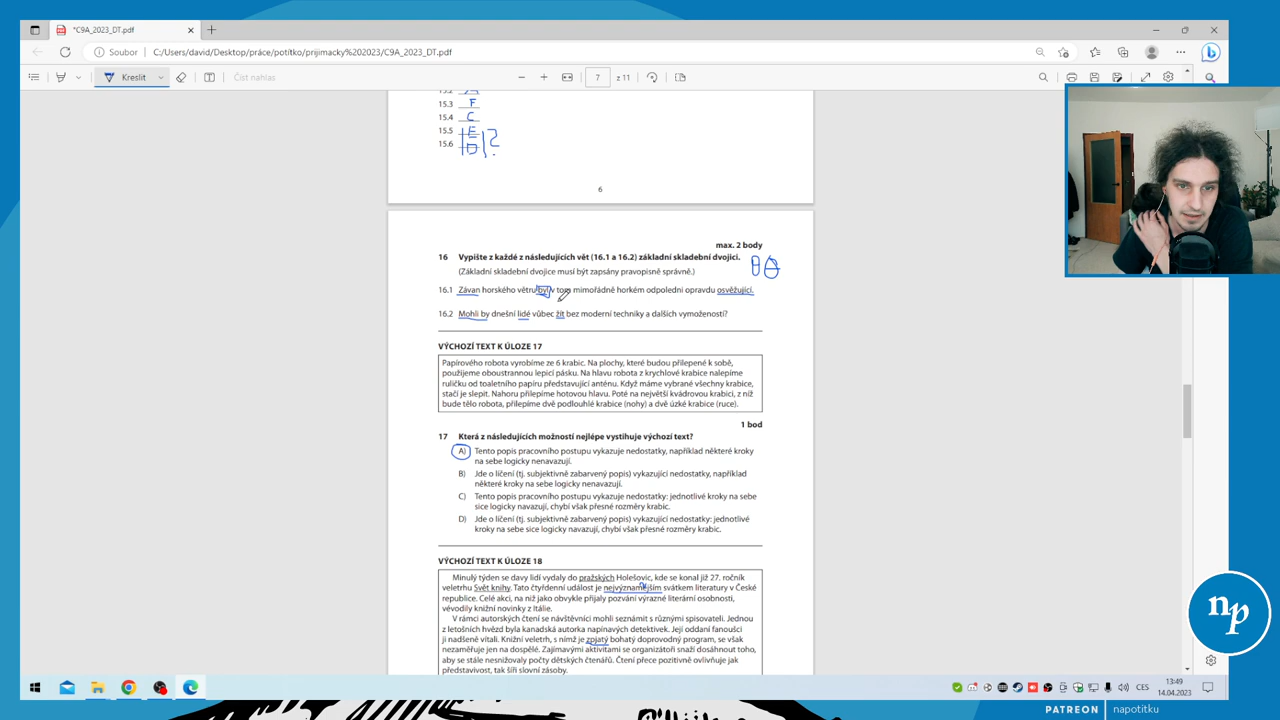 *C9A_2023_DT.pdf
Soubor C:/Users/david/Desktop/práce/potítko/prijimacky%202023/C9A_2023_DT.pdf
Kreslit Číst nahlas 7 z 11
15.3 F
15.4 C
15.5 E
15.6 D ?
6
max. 2 body
16 Vypište z každé z následujících vět (16.1 a 16.2) základní skladební dvojici.
(Základní skladební dvojice musí být zapsány pravopisně správně.)
16.1 Závan horského větru byl v tom mimořádně horkém odpoledni opravdu osvěžující.
16.2 Mohli by dnešní lidé vůbec žít bez moderní techniky a dalších vymožeností?
VÝCHOZÍ TEXT K ÚLOZE 17
Papírového robota vyrobíme ze 6 krabic. Na plochy, které budou přilepené k sobě,
použijeme oboustrannou lepicí pásku. Na hlavu robota z krychlové krabice nalepíme
ruličku od toaletního papíru představující anténu. Když máme vybrané všechny krabice,
stačí je slepit. Nahoru přilepíme hotovou hlavu. Poté na největší kvádrovou krabici, z níž
bude tělo robota, přilepíme dvě podlouhlé krabice (nohy) a dvě úzké krabice (ruce).
1 bod
17 Která z následujících možností nejlépe vystihuje výchozí text?
A) Tento popis pracovního postupu vykazuje nedostatky, například některé kroky
na sebe logicky nenavazují.
B) Jde o líčení (tj. subjektivně zabarvený popis) vykazující nedostatky, například
některé kroky na sebe logicky nenavazují.
C) Tento popis pracovního postupu vykazuje nedostatky: jednotlivé kroky na sebe
sice logicky navazují, chybí však přesné rozměry krabic.
D) Jde o líčení (tj. subjektivně zabarvený popis) vykazující nedostatky: jednotlivé
kroky na sebe sice logicky navazují, chybí však přesné rozměry krabic.
VÝCHOZÍ TEXT K ÚLOZE 18
Minulý týden se davy lidí vydaly do pražských Holešovic, kde se konal již 27. ročník
veletrhu Svět knihy. Tato čtyřdenní událost je nejvýznamějším svátkem literatury v České
republice. Celé akci, na niž jako obvykle přijaly pozvání výrazné literární osobnosti,
vévodily knižní novinky z Itálie.
V rámci autorských čtení se návštěvníci mohli seznámit s různými spisovateli. Jednou
z letošních hvězd byla kanadská autorka napínavých detektivek. Její oddaní fanoušci
ji nadšeně vítali. Knižní veletrh, s nímž je zpjatý bohatý doprovodný program, se však
nezaměřuje jen na dospělé. Zajímavými aktivitami se organizátoři snaží dosáhnout toho,
aby se stále nesnižovaly počty dětských čtenářů. Čtení přece pozitivně ovlivňuje jak
představivost, tak šíři slovní zásoby.
np
CES
13:49
14.04.2023
PATREON napotitku